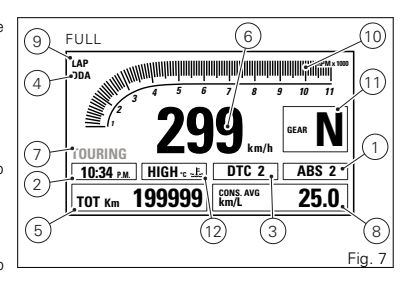 FULL
9
6
10
LAP
4
DDA
RPM x 1000
1 2 3 4 5 6 7 8 9 10 11
11
299 km/h
GEAR N
7
TOURING
1
2
10:34 P.M.
HIGH °C
DTC 2
ABS 2
5
TOT Km 199999
CONS. AVG
km/L
25.0
12
3
8
Fig. 7